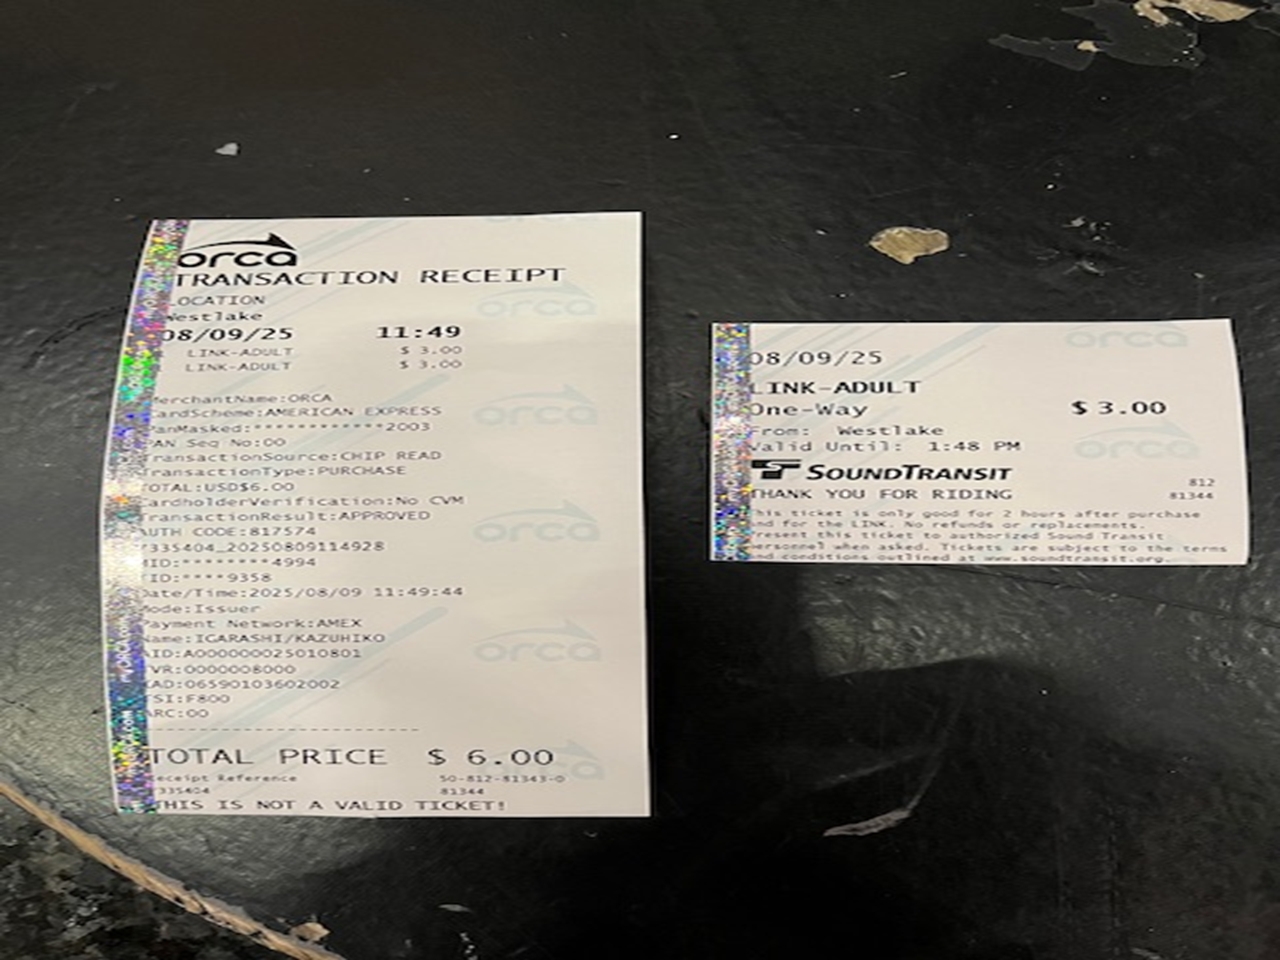 orca
TRANSACTION RECEIPT
LOCATION
Westlake
08/09/25 11:49
LINK-ADULT $ 3.00
LINK-ADULT $ 3.00
MerchantName:ORCA
CardScheme:AMERICAN EXPRESS
PanMasked:************2003
PAN Seq No:00
TransactionSource:CHIP READ
TransactionType:PURCHASE
TOTAL:USD$6.00
CardholderVerification:No CVM
TransactionResult:APPROVED
AUTH CODE:817574
335404_20250809114928
MID:********4994
TID:****9358
Date/Time:2025/08/09 11:49:44
Mode:Issuer
Payment Network:AMEX
Name:IGARASHI/KAZUHIKO
AID:A000000025010801
TVR:0000008000
IAD:06590103602002
TSI:F800
ARC:00
TOTAL PRICE $ 6.00
Receipt Reference 50-812-81343-0
335404 81344
THIS IS NOT A VALID TICKET!
08/09/25
LINK-ADULT
One-Way $ 3.00
From: Westlake
Valid Until: 1:48 PM
SOUNDTRANSIT
812
THANK YOU FOR RIDING 81344
This ticket is only good for 2 hours after purchase
and for the LINK. No refunds or replacements.
Present this ticket to authorized Sound Transit
personnel when asked. Tickets are subject to the terms
and conditions outlined at www.soundtransit.org.